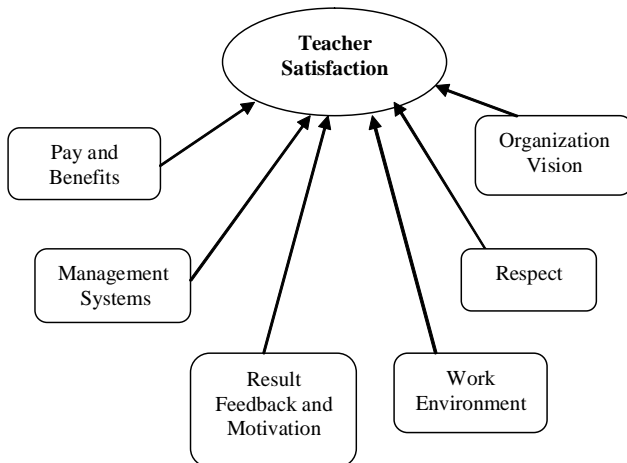 Teacher
Satisfaction
Pay and
Benefits
Organization
Vision
Management
Systems
Respect
Result
Feedback and
Motivation
Work
Environment